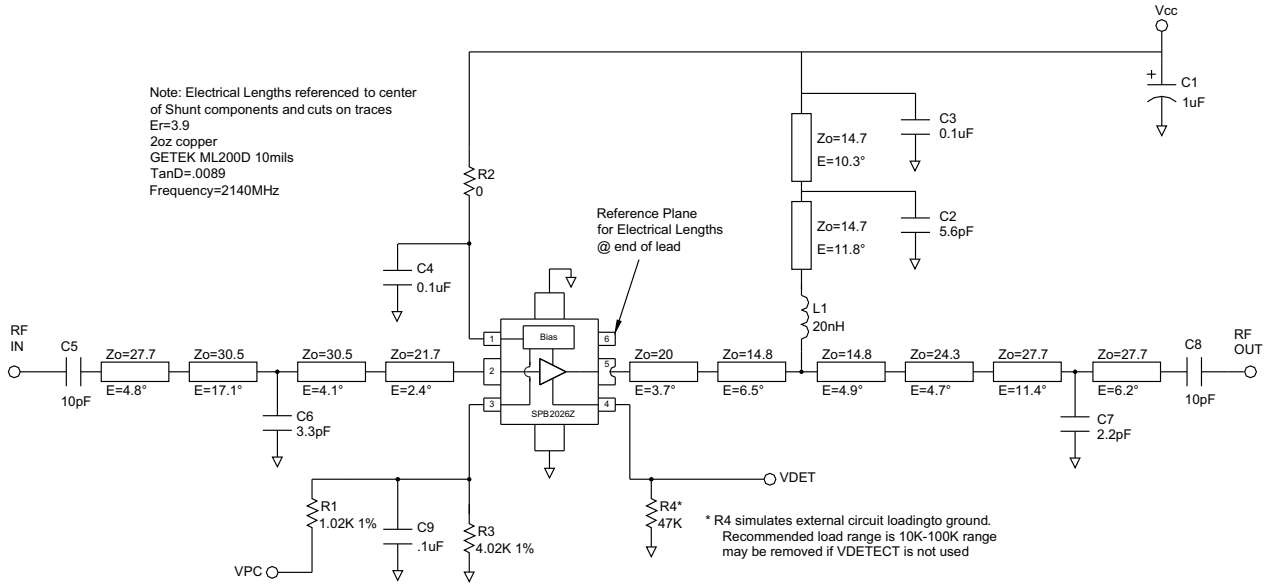 Vcc
C1
1uF
Note: Electrical Lengths referenced to center
of Shunt components and cuts on traces
Er=3.9
2oz copper
GETEK ML200D 10mils
TanD=.0089
Frequency=2140MHz
R2
0
C3
0.1uF
Zo=14.7
E=10.3°
C2
5.6pF
Zo=14.7
E=11.8°
Reference Plane
for Electrical Lengths
@ end of lead
C4
0.1uF
L1
20nH
RF
IN
C5
10pF
Zo=27.7
E=4.8°
Zo=30.5
E=17.1°
Zo=30.5
E=4.1°
Zo=21.7
E=2.4°
C6
3.3pF
1
2
3
Bias
6
5
4
SPB2026Z
Zo=20
E=3.7°
Zo=14.8
E=6.5°
Zo=14.8
E=4.9°
Zo=24.3
E=4.7°
Zo=27.7
E=11.4°
Zo=27.7
E=6.2°
C8
10pF
RF
OUT
C7
2.2pF
VDET
R1
1.02K 1%
C9
.1uF
R3
4.02K 1%
VPC
R4*
47K
* R4 simulates external circuit loadingto ground.
Recommended load range is 10K-100K range
may be removed if VDETECT is not used